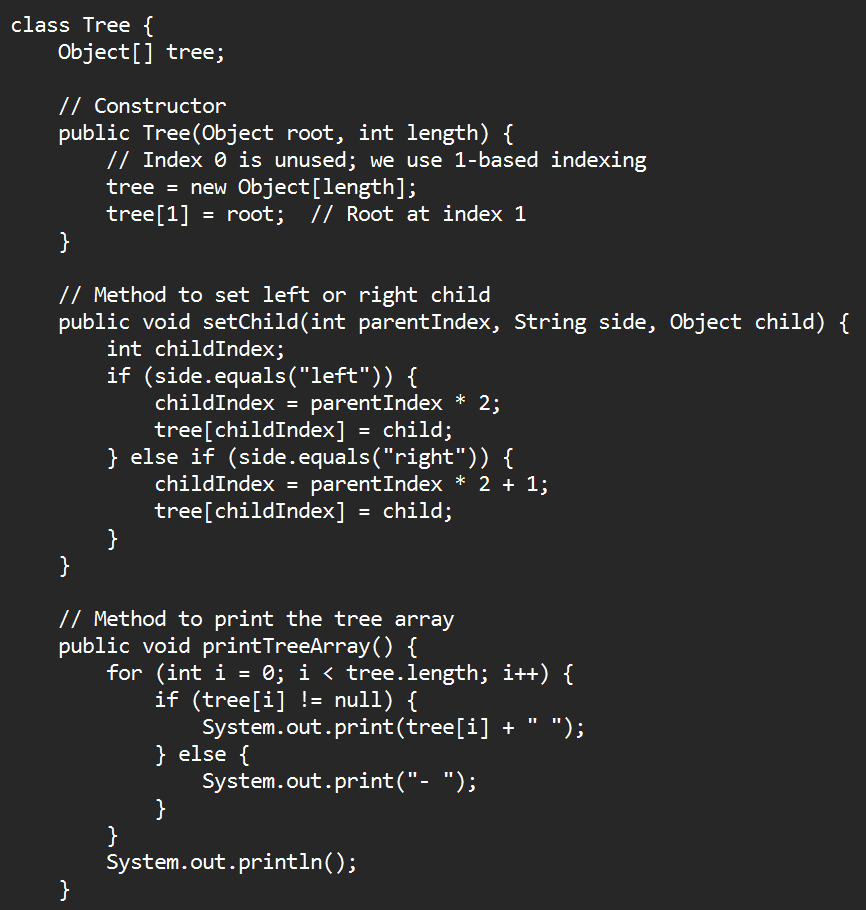 class Tree {
    Object[] tree;

    // Constructor
    public Tree(Object root, int length) {
        // Index 0 is unused; we use 1-based indexing
        tree = new Object[length];
        tree[1] = root;  // Root at index 1
    }

    // Method to set left or right child
    public void setChild(int parentIndex, String side, Object child) {
        int childIndex;
        if (side.equals("left")) {
            childIndex = parentIndex * 2;
            tree[childIndex] = child;
        } else if (side.equals("right")) {
            childIndex = parentIndex * 2 + 1;
            tree[childIndex] = child;
        }
    }

    // Method to print the tree array
    public void printTreeArray() {
        for (int i = 0; i < tree.length; i++) {
            if (tree[i] != null) {
                System.out.print(tree[i] + " ");
            } else {
                System.out.print("- ");
            }
        }
        System.out.println();
    }